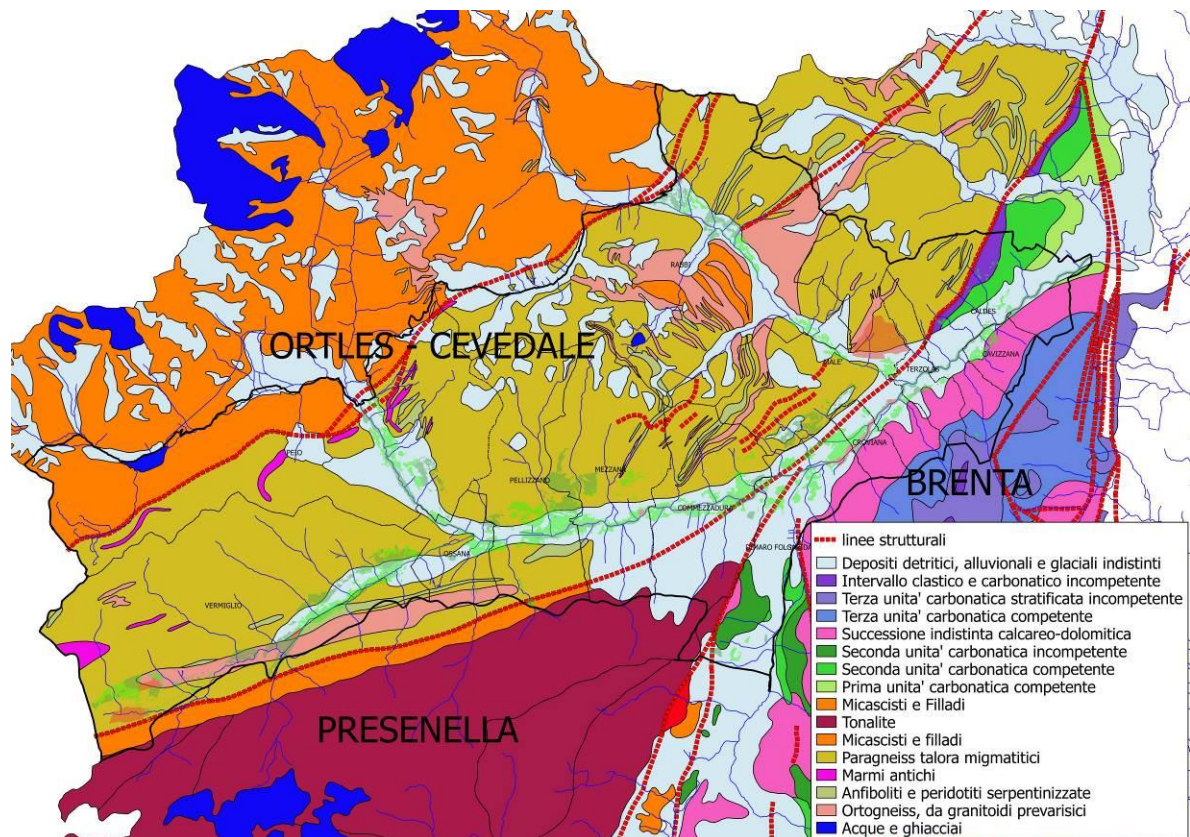 RABBI
CALDES
ORTLES - CEVEDALE
CAVIZZANA
MALE
TERZOLAS
CROVIANA
PEIO
MEZZANA
PELLIZZANO
BRENTA
COMMEZZADURA
OSSANA
VERMIGLIO
PRESENELLA
linee strutturali
Depositi detritici, alluvionali e glaciali indistinti
Intervallo clastico e carbonatico incompetente
Terza unita' carbonatica stratificata incompetente
Terza unita' carbonatica competente
Successione indistinta calcareo-dolomitica
Seconda unita' carbonatica incompetente
Seconda unita' carbonatica competente
Prima unita' carbonatica competente
Micascisti e Filladi
Tonalite
Micascisti e filladi
Paragneiss talora migmatitici
Marmi antichi
Anfiboliti e peridotiti serpentinizzate
Ortogneiss, da granitoidi prevarisici
Acque e ghiacciai